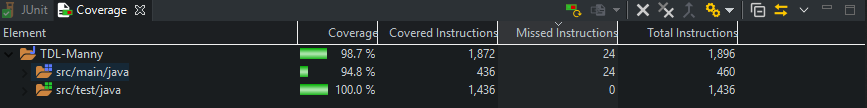 JUnit Coverage
Element Coverage Covered Instructions Missed Instructions Total Instructions
TDL-Manny 98.7 % 1,872 24 1,896
src/main/java 94.8 % 436 24 460
src/test/java 100.0 % 1,436 0 1,436